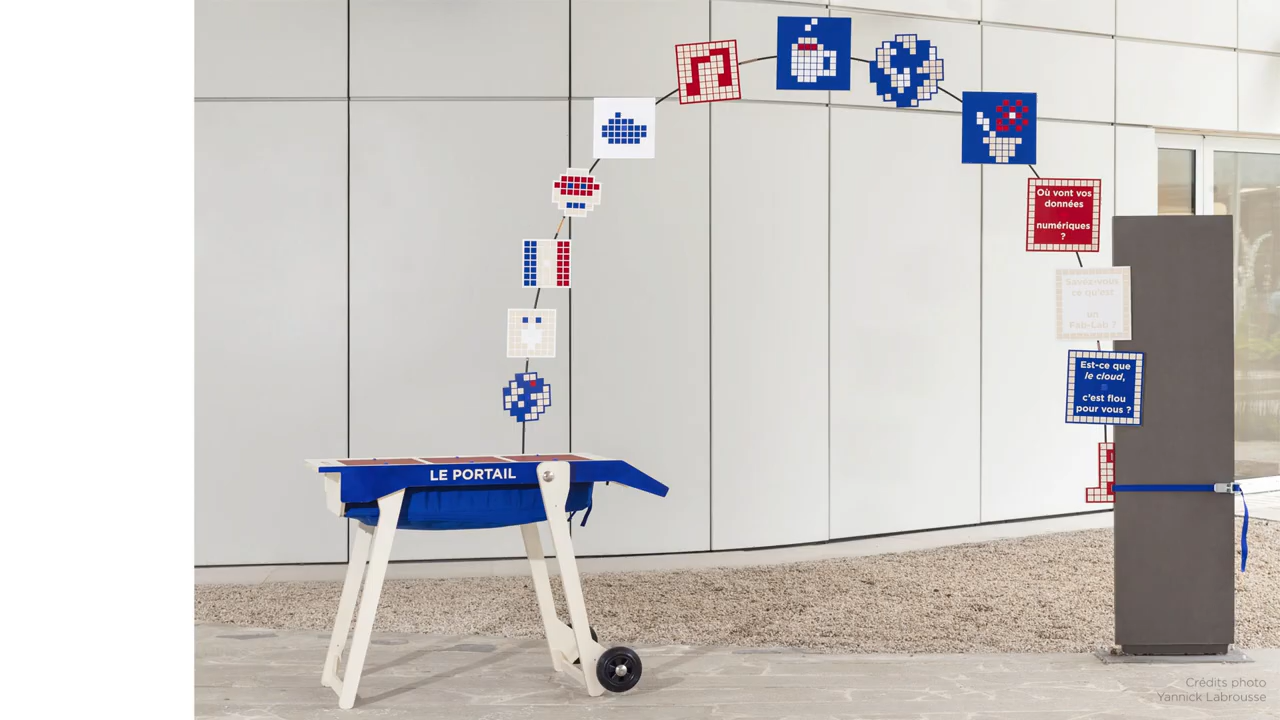 Où vont vos
données
numériques
?
Savez-vous
ce qu'est
un
Fab-Lab ?
Est-ce que
le cloud,
c'est flou
pour vous ?
LE PORTAIL
Crédits photo
Yannick Labrousse